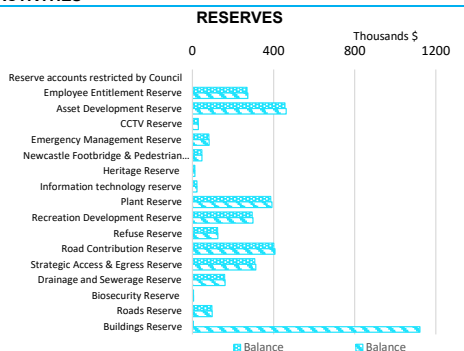 RESERVES
Thousands $
0 400 800 1200
Reserve accounts restricted by Council
Employee Entitlement Reserve
Asset Development Reserve
CCTV Reserve
Emergency Management Reserve
Newcastle Footbridge & Pedestrian...
Heritage Reserve
Information technology reserve
Plant Reserve
Recreation Development Reserve
Refuse Reserve
Road Contribution Reserve
Strategic Access & Egress Reserve
Drainage and Sewerage Reserve
Biosecurity Reserve
Roads Reserve
Buildings Reserve
Balance Balance